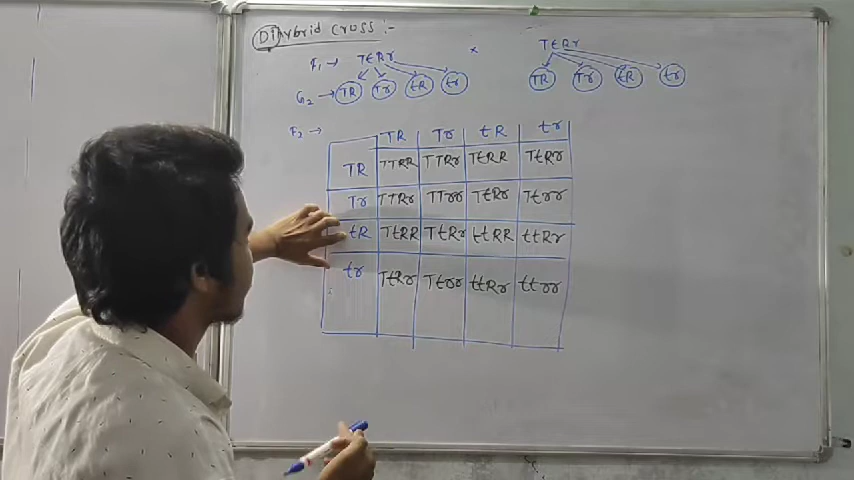 Dihybrid Cross :-
F₁ → TtRr × TtRr
G₂ → TR Tr tR tr TR Tr tR tr
F₂ →
TR Tr tR tr
TR TTRR TTRr TtRR TtRr
Tr TTRr TTrr TtRr Ttrr
tR TtRR TtRr ttRR ttRr
tr TtRr Ttrr ttRr ttrr